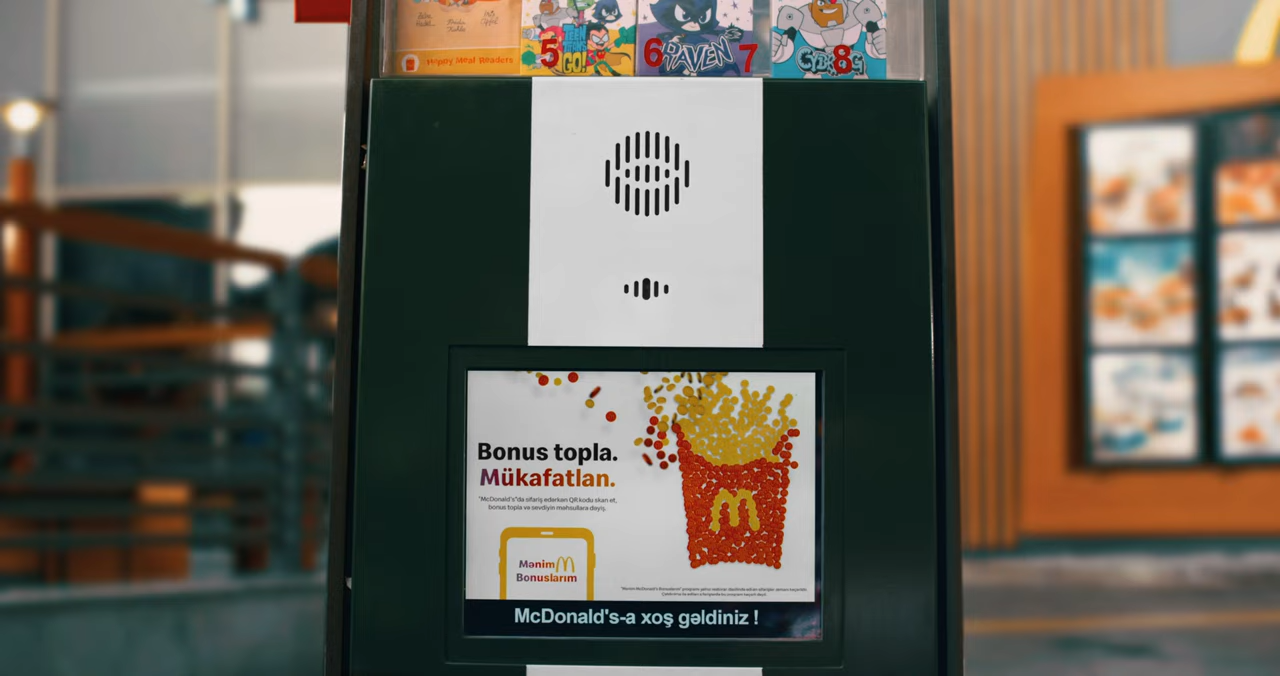 Happy Meal Readers
5
TEEN
TITANS
GO!
6
RAVEN
7
CYBORG
8
Bonus topla.
Mükafatlan.
"McDonald's"da sifariş edərkən QR kodu skan et,
bonus topla və sevdiyin məhsullara dəyiş.
Mənim
Bonuslarım
McDonald's-a xoş gəldiniz !